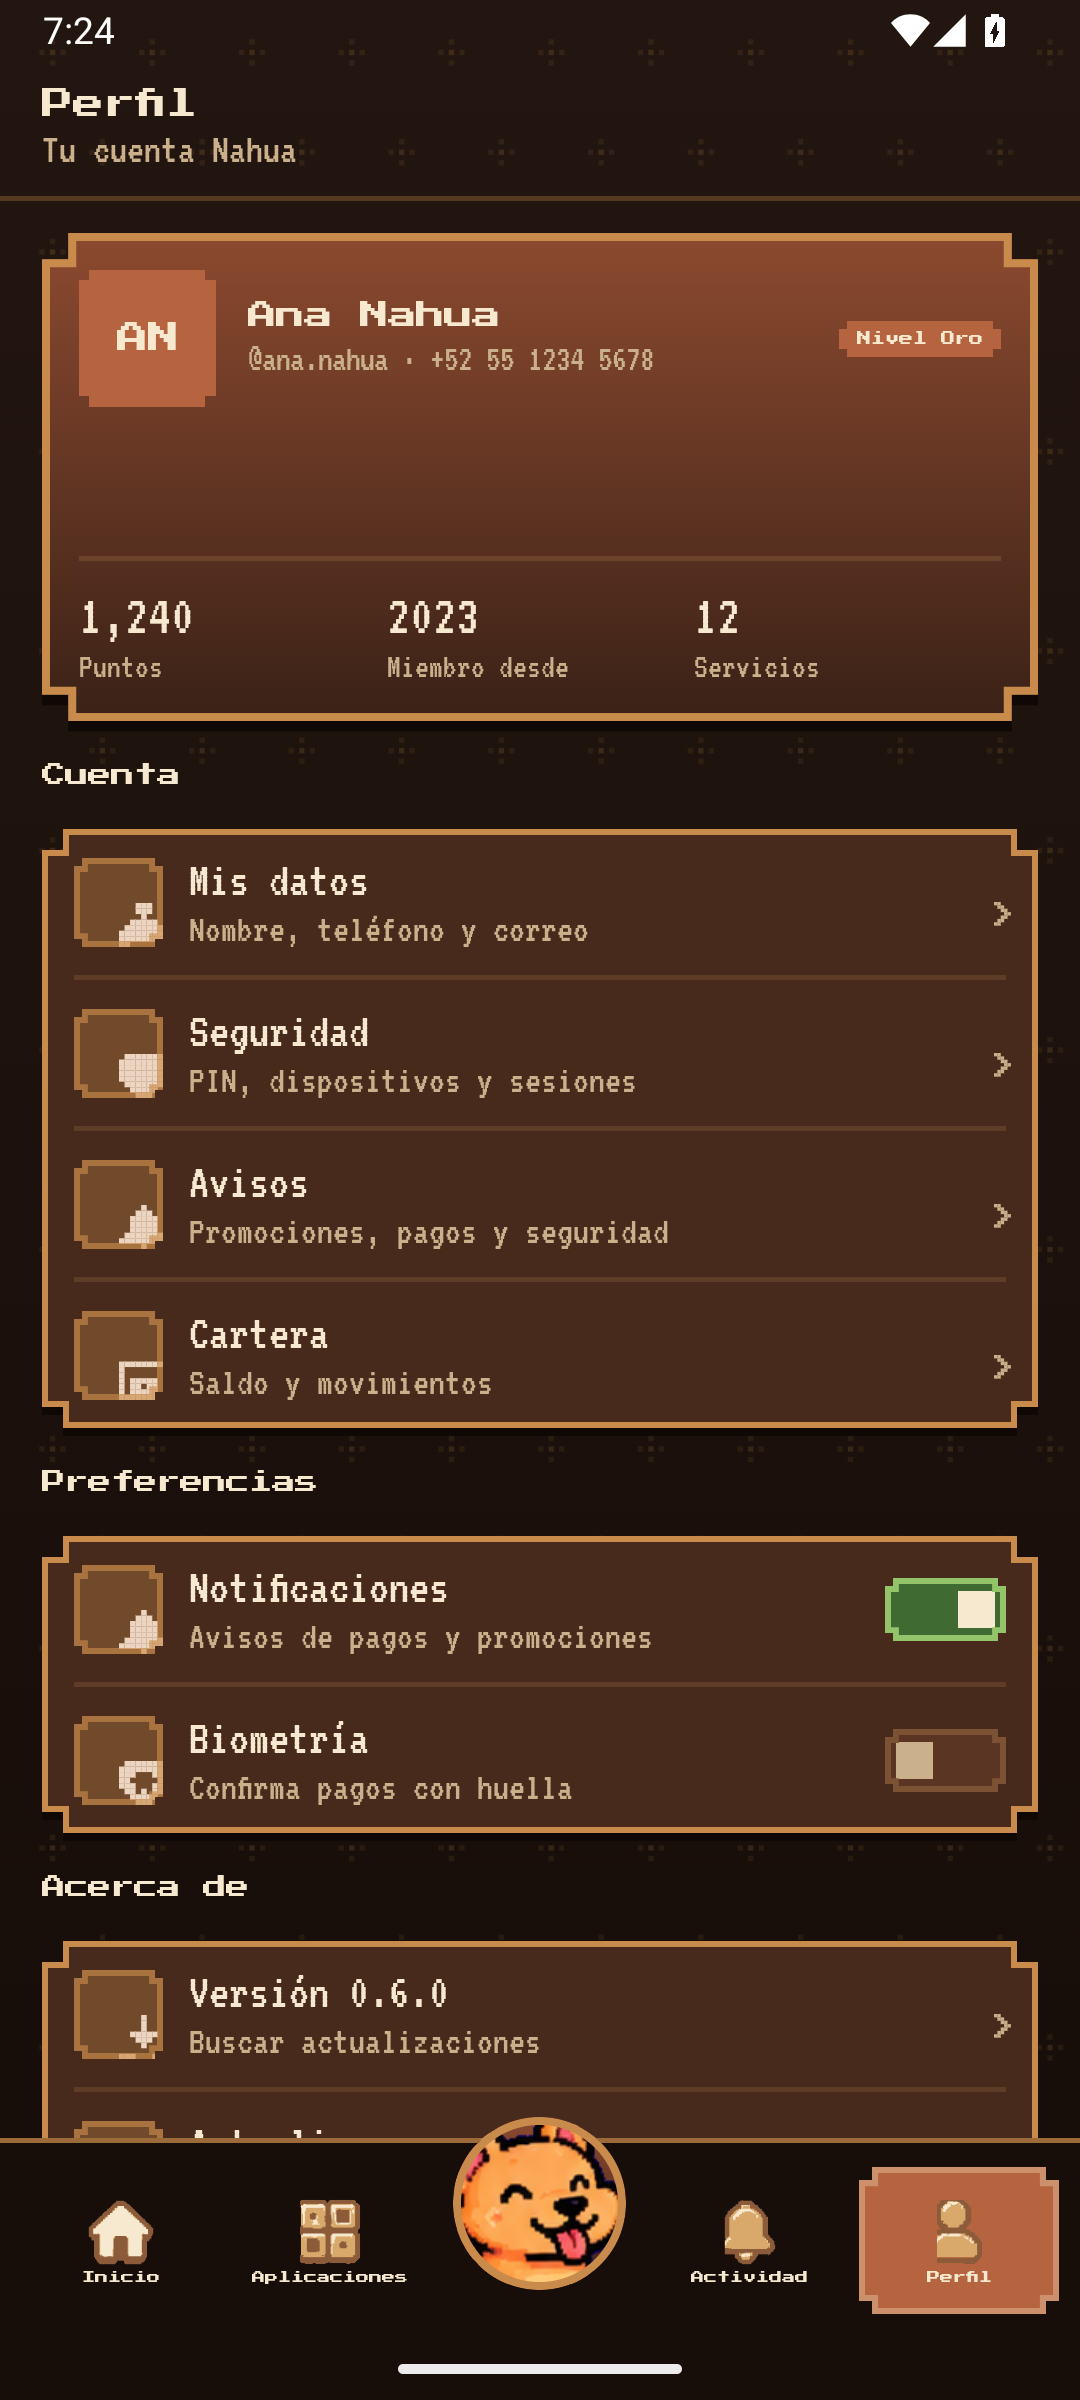 7:24
Perfil
Tu cuenta Nahua
AN
Ana Nahua
@ana.nahua · +52 55 1234 5678
Nivel Oro
1,240
2023
12
Puntos
Miembro desde
Servicios
Cuenta
Mis datos
Nombre, teléfono y correo
Seguridad
PIN, dispositivos y sesiones
Avisos
Promociones, pagos y seguridad
Cartera
Saldo y movimientos
Preferencias
Notificaciones
Avisos de pagos y promociones
Biometría
Confirma pagos con huella
Acerca de
Versión 0.6.0
Buscar actualizaciones
Inicio
Aplicaciones
Actividad
Perfil